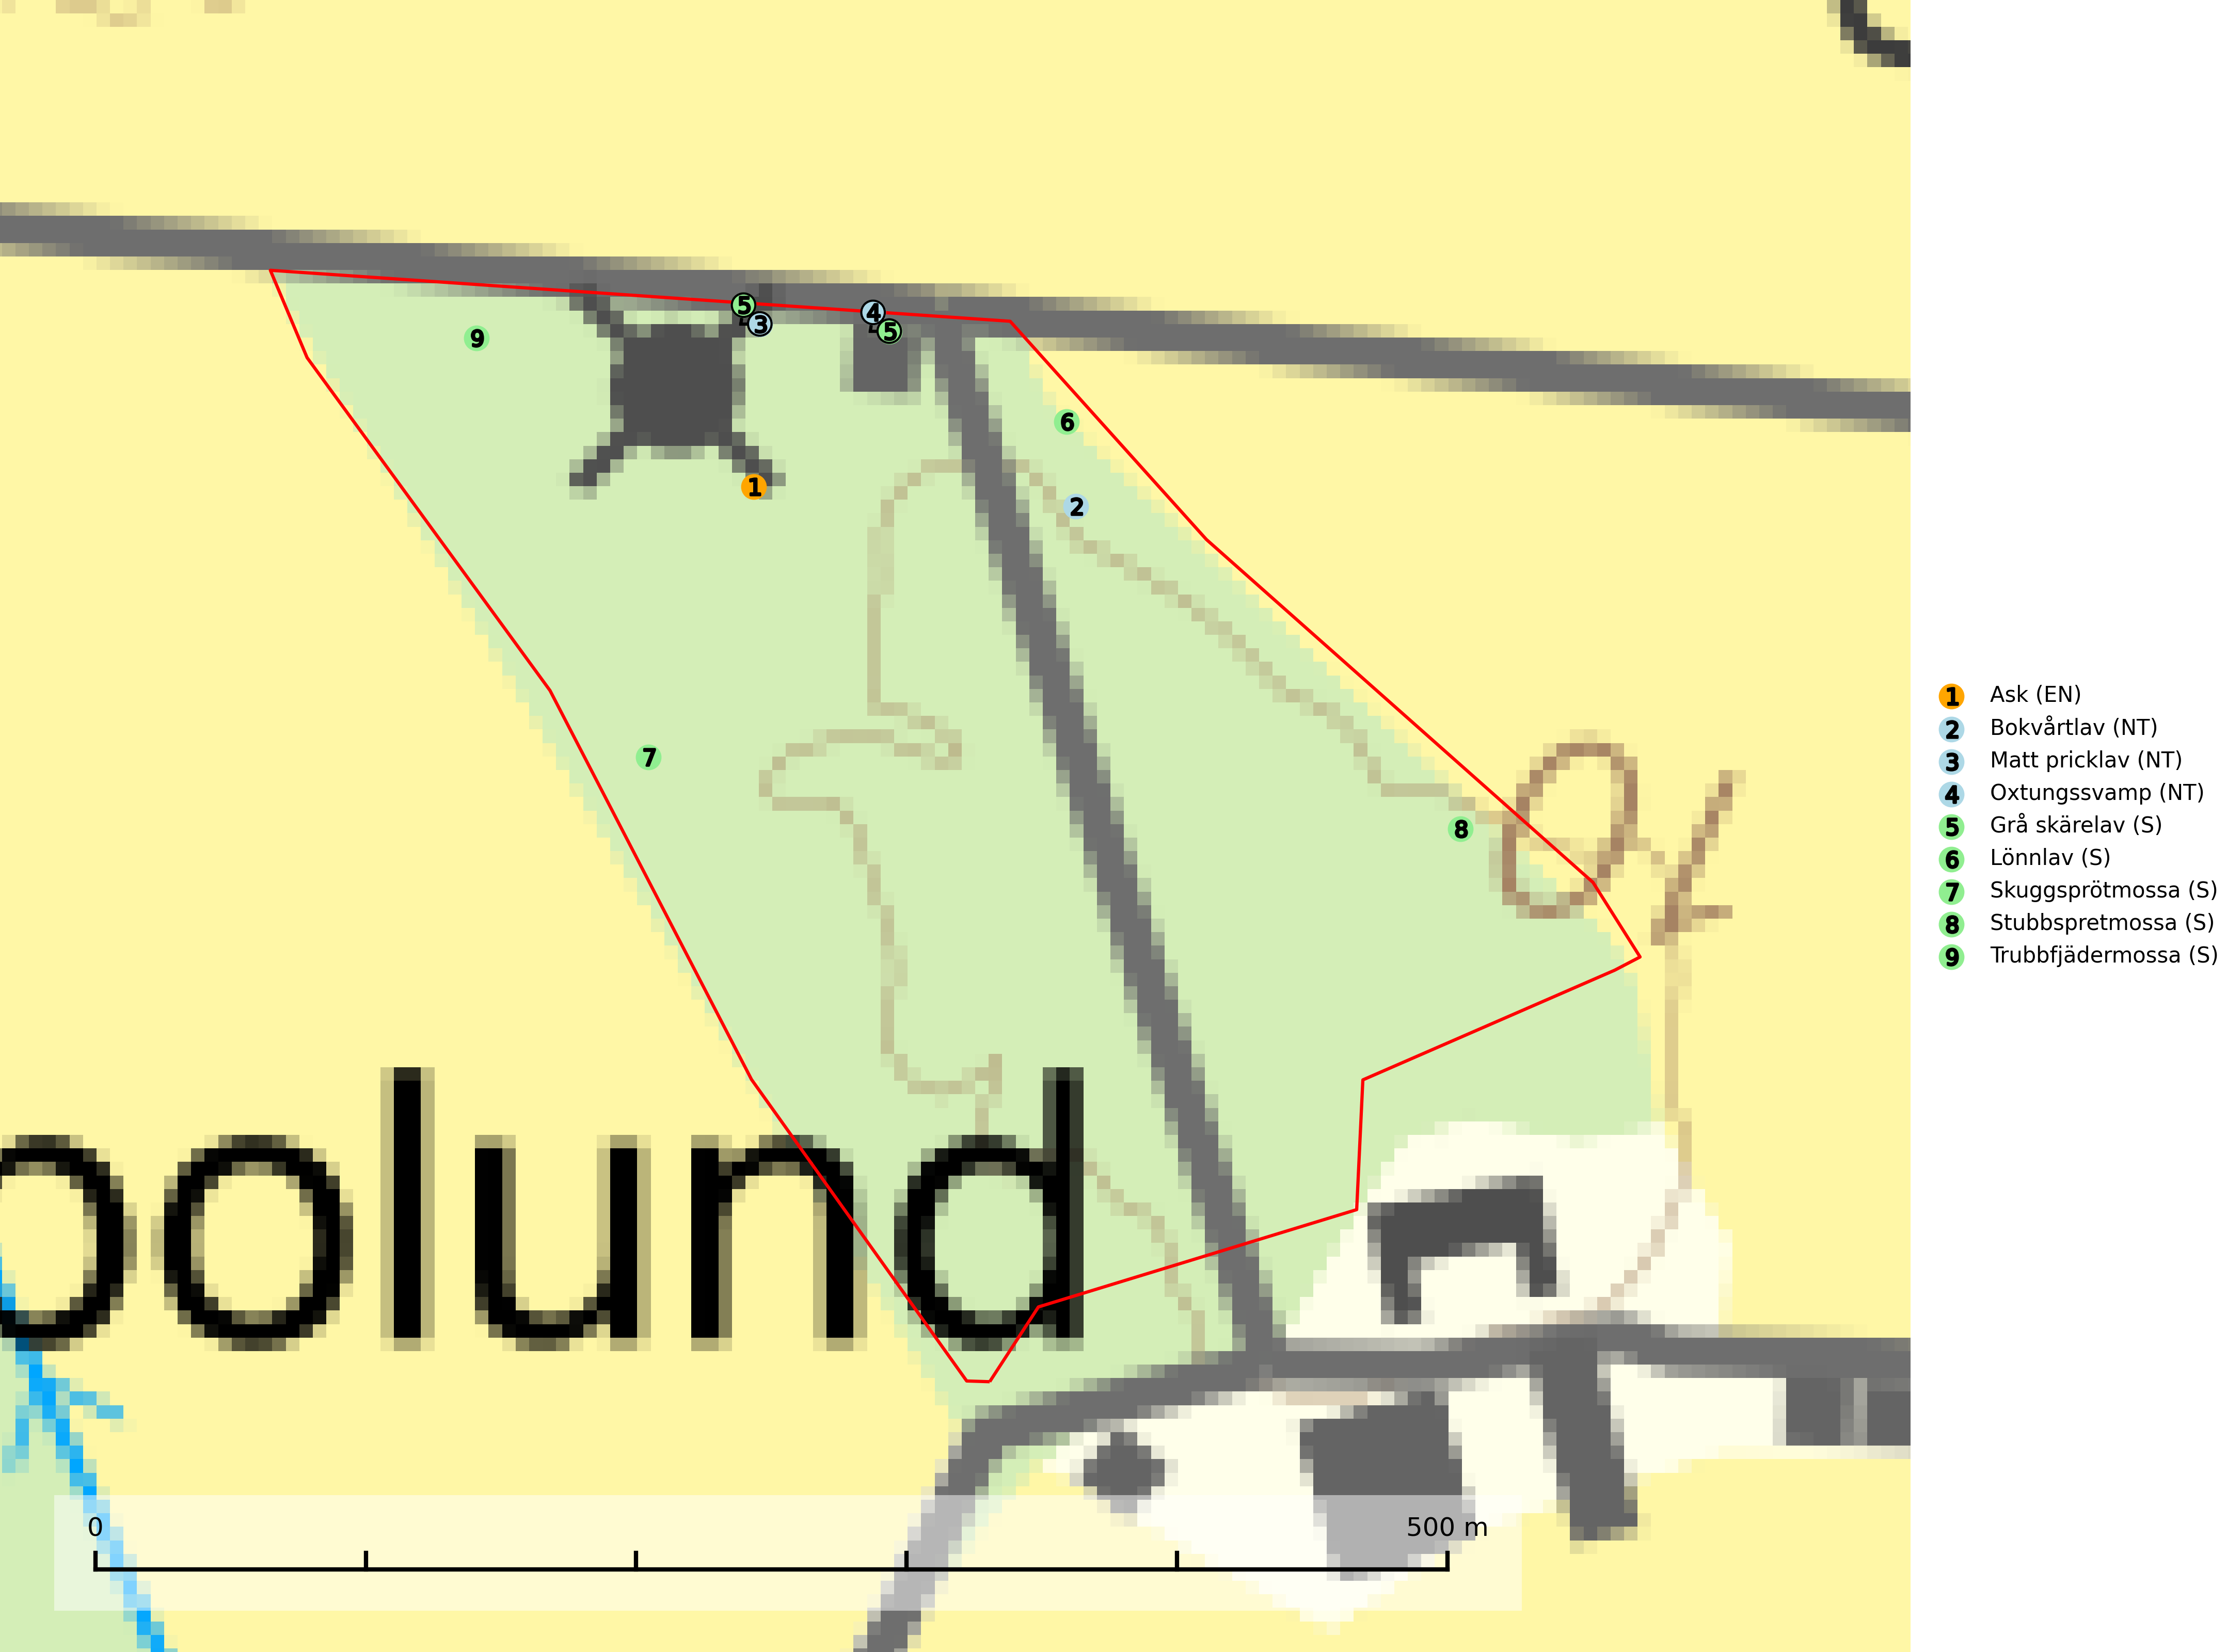 5
4
3
5
9
6
1
2
7
8
1 Ask (EN)
2 Bokvårtlav (NT)
3 Matt pricklav (NT)
4 Oxtungssvamp (NT)
5 Grå skärelav (S)
6 Lönnlav (S)
7 Skuggsprötmossa (S)
8 Stubbspretmossa (S)
9 Trubbfjädermossa (S)
olund
0 500 m